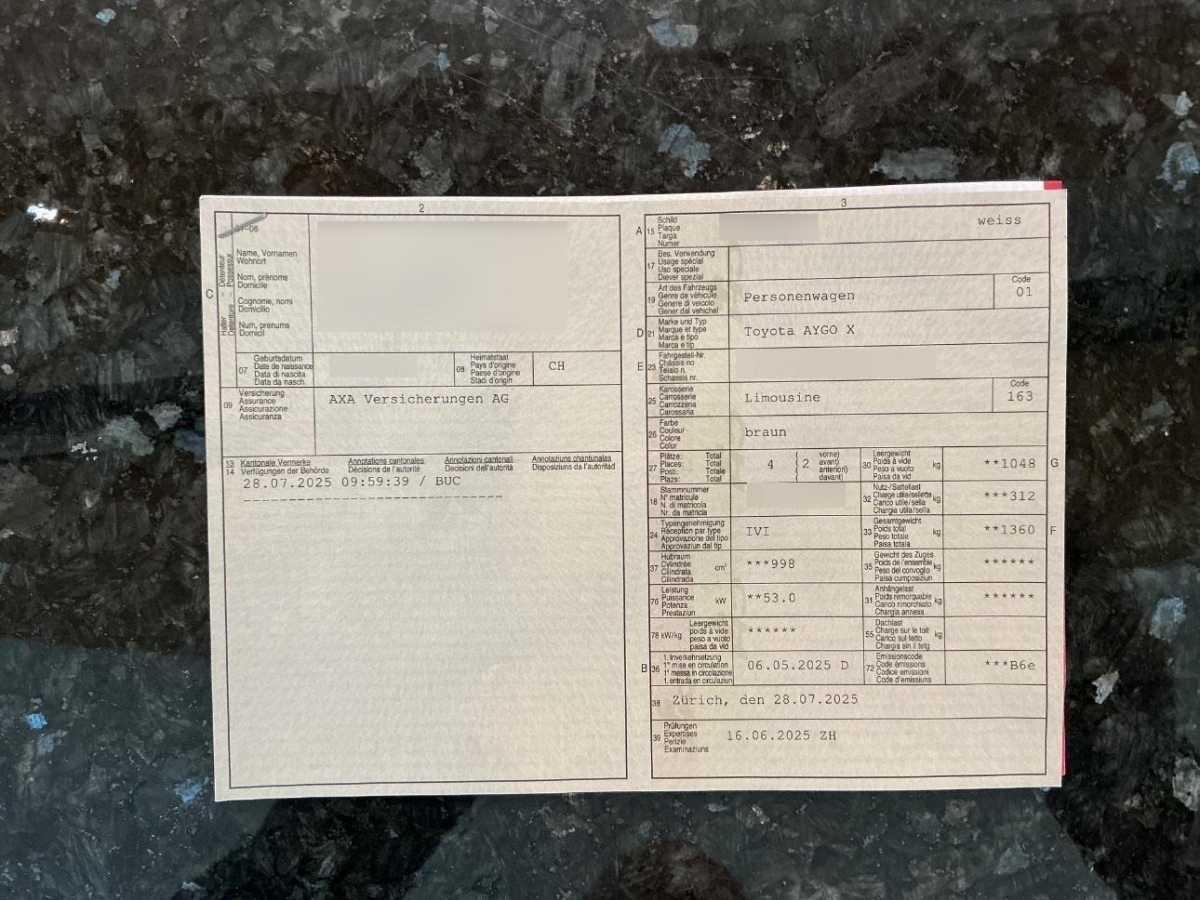 2
01-06
Name, Vornamen
Wohnort
Nom, prénoms
Domicile
Cognome, nomi
Domicilio
Num, prenums
Domicil
C
Halter - Détenteur
Detentore - Possessur
07
Geburtsdatum
Date de naissance
Data di nascita
Data da nasch.
08
Heimatstaat
Pays d'origine
Paese d'origine
Stadi d'origin
CH
09
Versicherung
Assurance
Assicurazione
Assicuranza
AXA Versicherungen AG
13
14
Kantonale Vermerke
Verfügungen der Behörde
Annotations cantonales
Décisions de l'autorité
Annotazioni cantonali
Decisioni dell'autorità
Annotaziuns chantunalas
Disposiziuns da l'autoritad
28.07.2025 09:59:39 / BUC
3
A
15
Schild
Plaque
Targa
Numer
weiss
17
Bes. Verwendung
Usage spécial
Uso speciale
Diever spezial
19
Art des Fahrzeugs
Genre de véhicule
Genere di veicolo
Gener dal vehichel
Personenwagen
Code
01
D
21
Marke und Typ
Marque et type
Marca e tipo
Marca e tip
Toyota AYGO X
E
23
Fahrgestell-Nr.
Châssis no
Telaio n.
Schassis nr.
25
Karosserie
Carrosserie
Carrozzeria
Carossaria
Limousine
Code
163
26
Farbe
Couleur
Colore
Colur
braun
27
Plätze: Total
Places: Total
Posti: Totale
Plazs: Total
4
2
vorne)
avant)
anteriori)
davant)
30
Leergewicht
Poids à vide
Peso a vuoto
Paisa da vid
kg
**1048
G
18
Stammnummer
N° matricule
N. di matricola
Nr. da matricla
32
Nutz-/Sattellast
Charge utile/sellette
Carico utile/sella
Chargia utila/sella
kg
***312
24
Typengenehmigung
Réception par type
Approvazione del tipo
Approvaziun dal tip
IVI
33
Gesamtgewicht
Poids total
Peso totale
Paisa totala
kg
**1360
F
37
Hubraum
Cylindrée
Cilindrata
Cilindrada
cm³
***998
35
Gewicht des Zuges
Poids de l'ensemble
Peso del convoglio
Paisa cumposiziun
kg
******
76
Leistung
Puissance
Potenza
Prestaziun
kW
**53.0
31
Anhängelast
Poids remorquable
Carico rimorchiato
Chargia annexa
kg
******
78 kW/kg
Leergewicht
poids à vide
peso a vuoto
paisa da vid
******
55
Dachlast
Charge sur le toit
Carico sul tetto
Chargia sin il tetg
kg
******
B
36
1. Inverkehrsetzung
1re mise en circulation
1a messa in circolazione
1. entrada en circulaziun
06.05.2025 D
72
Emissionscode
Code émissions
Codice emissioni
Code d'emissiuns
***B6e
38
Zürich, den 28.07.2025
39
Prüfungen
Expertises
Perizie
Examinaziuns
16.06.2025 ZH